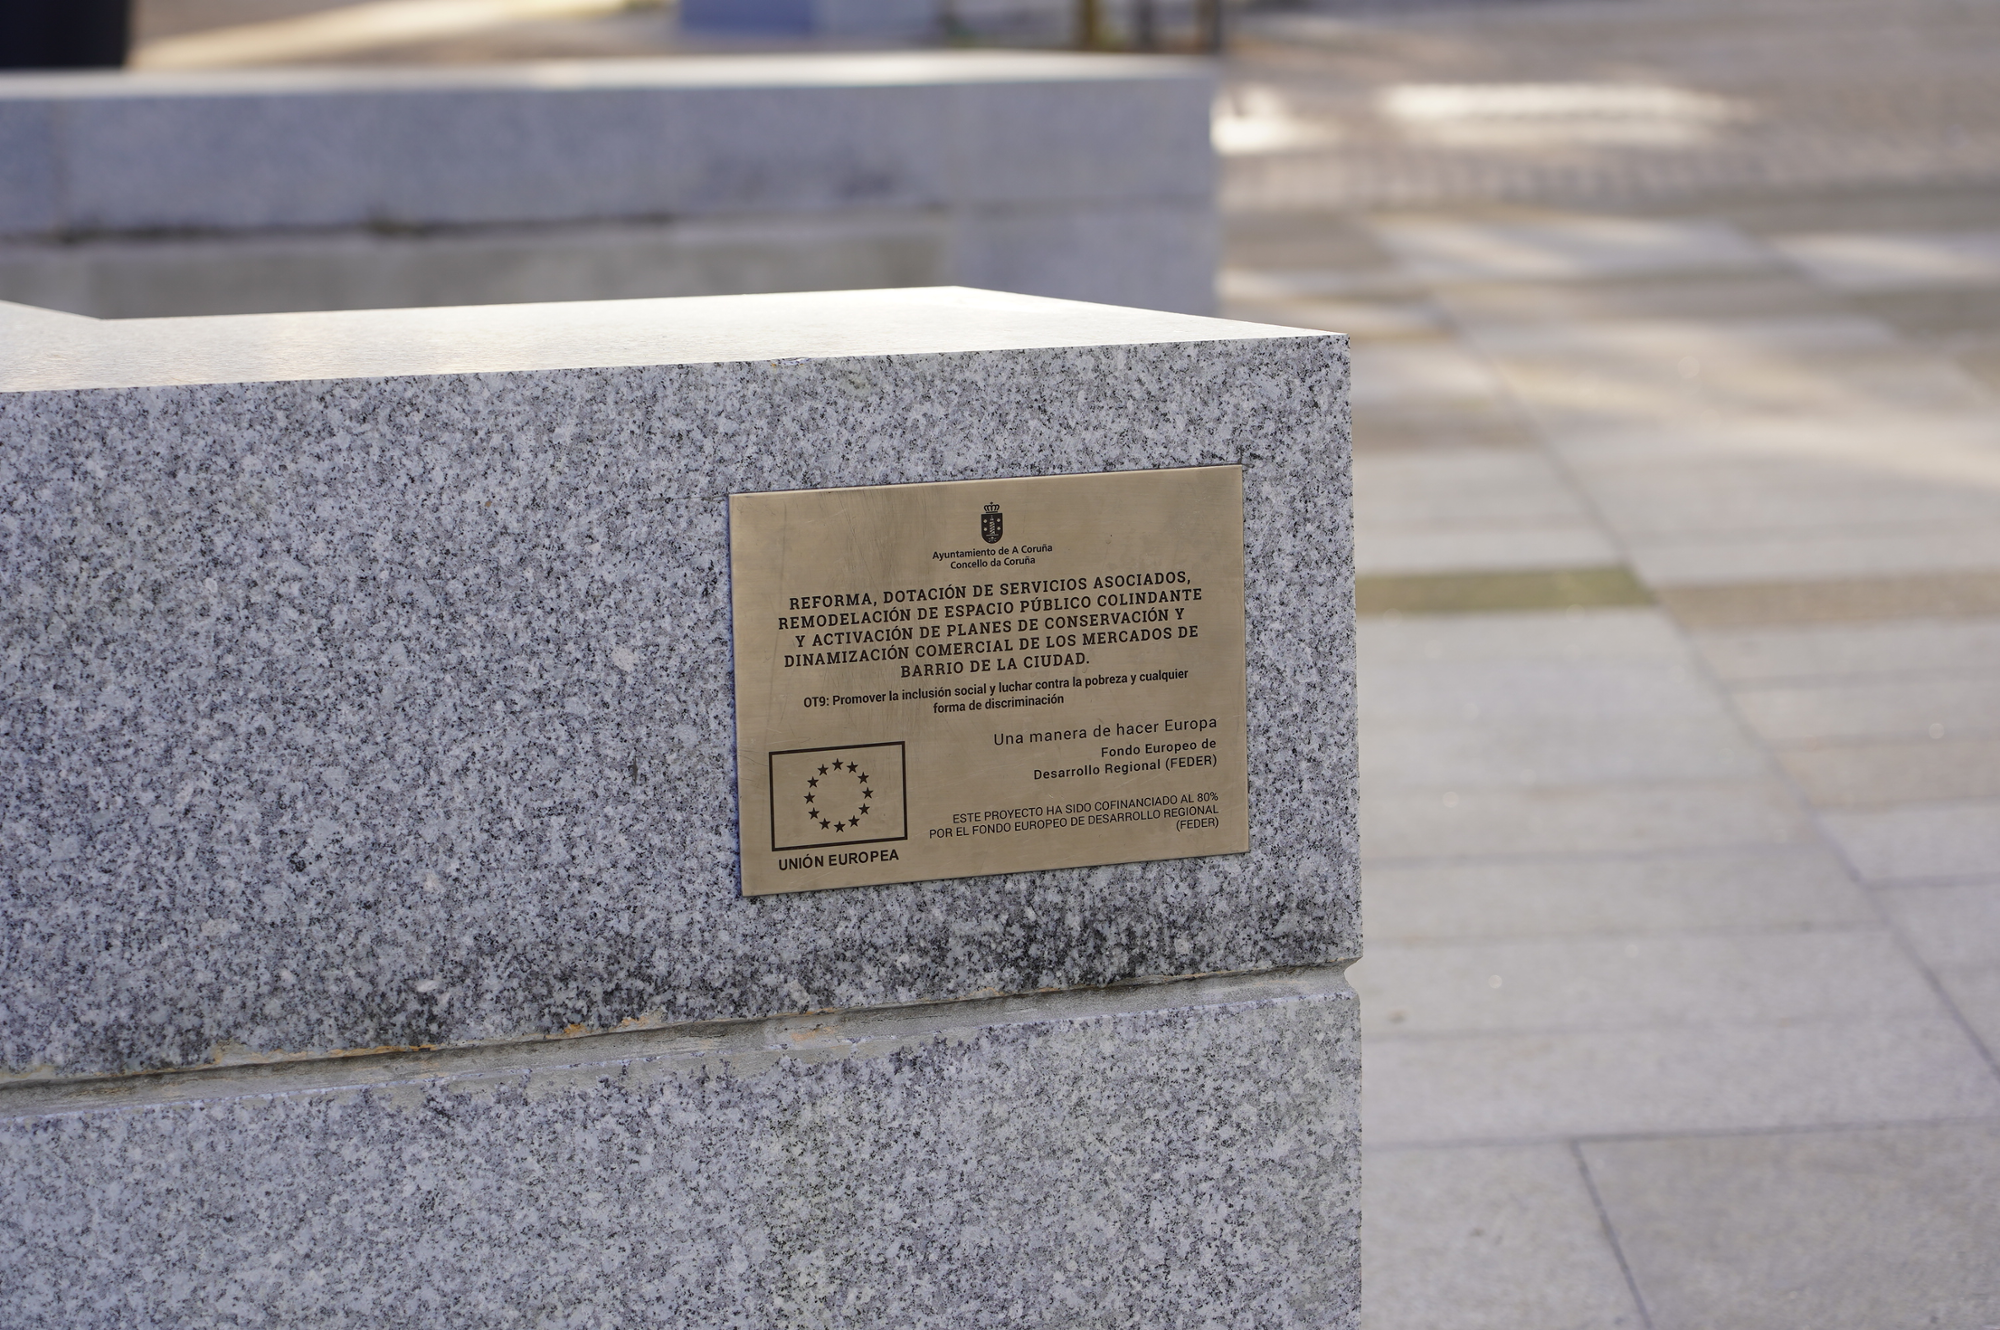 Ayuntamiento de A Coruña
Concello da Coruña
REFORMA, DOTACIÓN DE SERVICIOS ASOCIADOS,
REMODELACIÓN DE ESPACIO PÚBLICO COLINDANTE
Y ACTIVACIÓN DE PLANES DE CONSERVACIÓN Y
DINAMIZACIÓN COMERCIAL DE LOS MERCADOS DE
BARRIO DE LA CIUDAD.
OT9: Promover la inclusión social y luchar contra la pobreza y cualquier
forma de discriminación
Una manera de hacer Europa
Fondo Europeo de
Desarrollo Regional (FEDER)
ESTE PROYECTO HA SIDO COFINANCIADO AL 80%
POR EL FONDO EUROPEO DE DESARROLLO REGIONAL
(FEDER)
UNIÓN EUROPEA